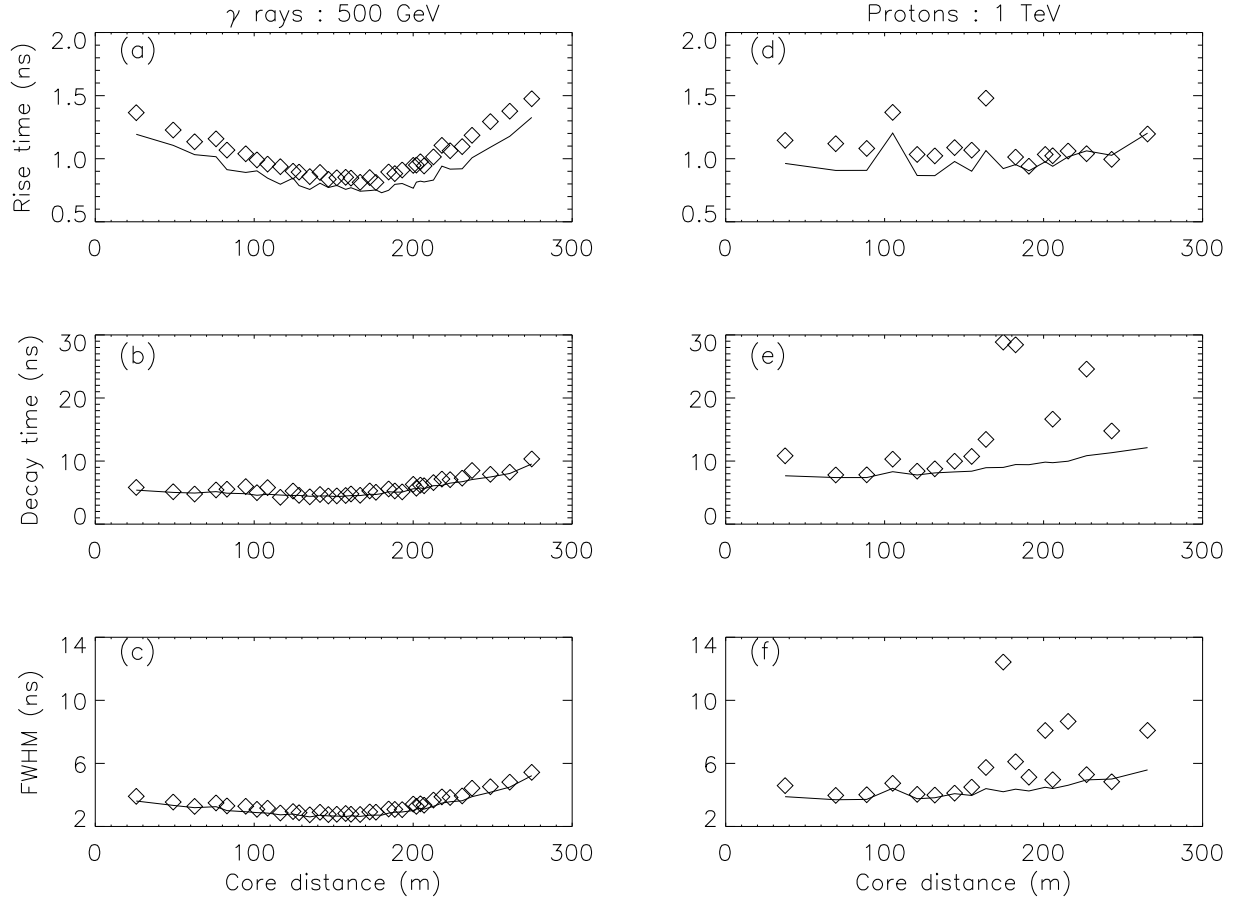 γ rays : 500 GeV
(a)
Rise time (ns)
2.0
1.5
1.0
0.5
0 100 200 300
Protons : 1 TeV
(d)
2.0
1.5
1.0
0.5
0 100 200 300
(b)
Decay time (ns)
30
20
10
0
0 100 200 300
(e)
30
20
10
0
0 100 200 300
(c)
FWHM (ns)
14
10
6
2
0 100 200 300
Core distance (m)
(f)
14
10
6
2
0 100 200 300
Core distance (m)